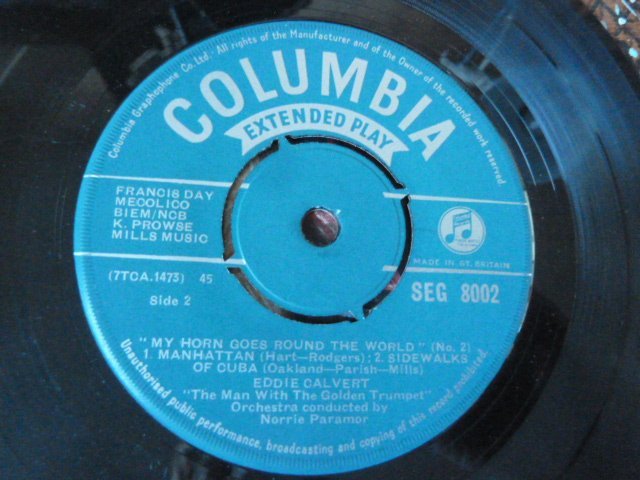 Columbia Graphophone Co. Ltd. All rights of the Manufacturer and of the Owner of the recorded work reserved.
COLUMBIA
EXTENDED PLAY
FRANCIS DAY
MECOLICO
BIEM/NCB
K. PROWSE
MILLS MUSIC
MADE IN GT. BRITAIN
(7TCA.1473) 45
SEG 8002
Side 2
"MY HORN GOES ROUND THE WORLD" (No. 2)
1. MANHATTAN (Hart—Rodgers); 2. SIDEWALKS
OF CUBA (Oakland—Parish—Mills)
EDDIE CALVERT
"The Man With The Golden Trumpet"
Orchestra conducted by
Norrie Paramor
Unauthorised public performance, broadcasting and copying of this record prohibited